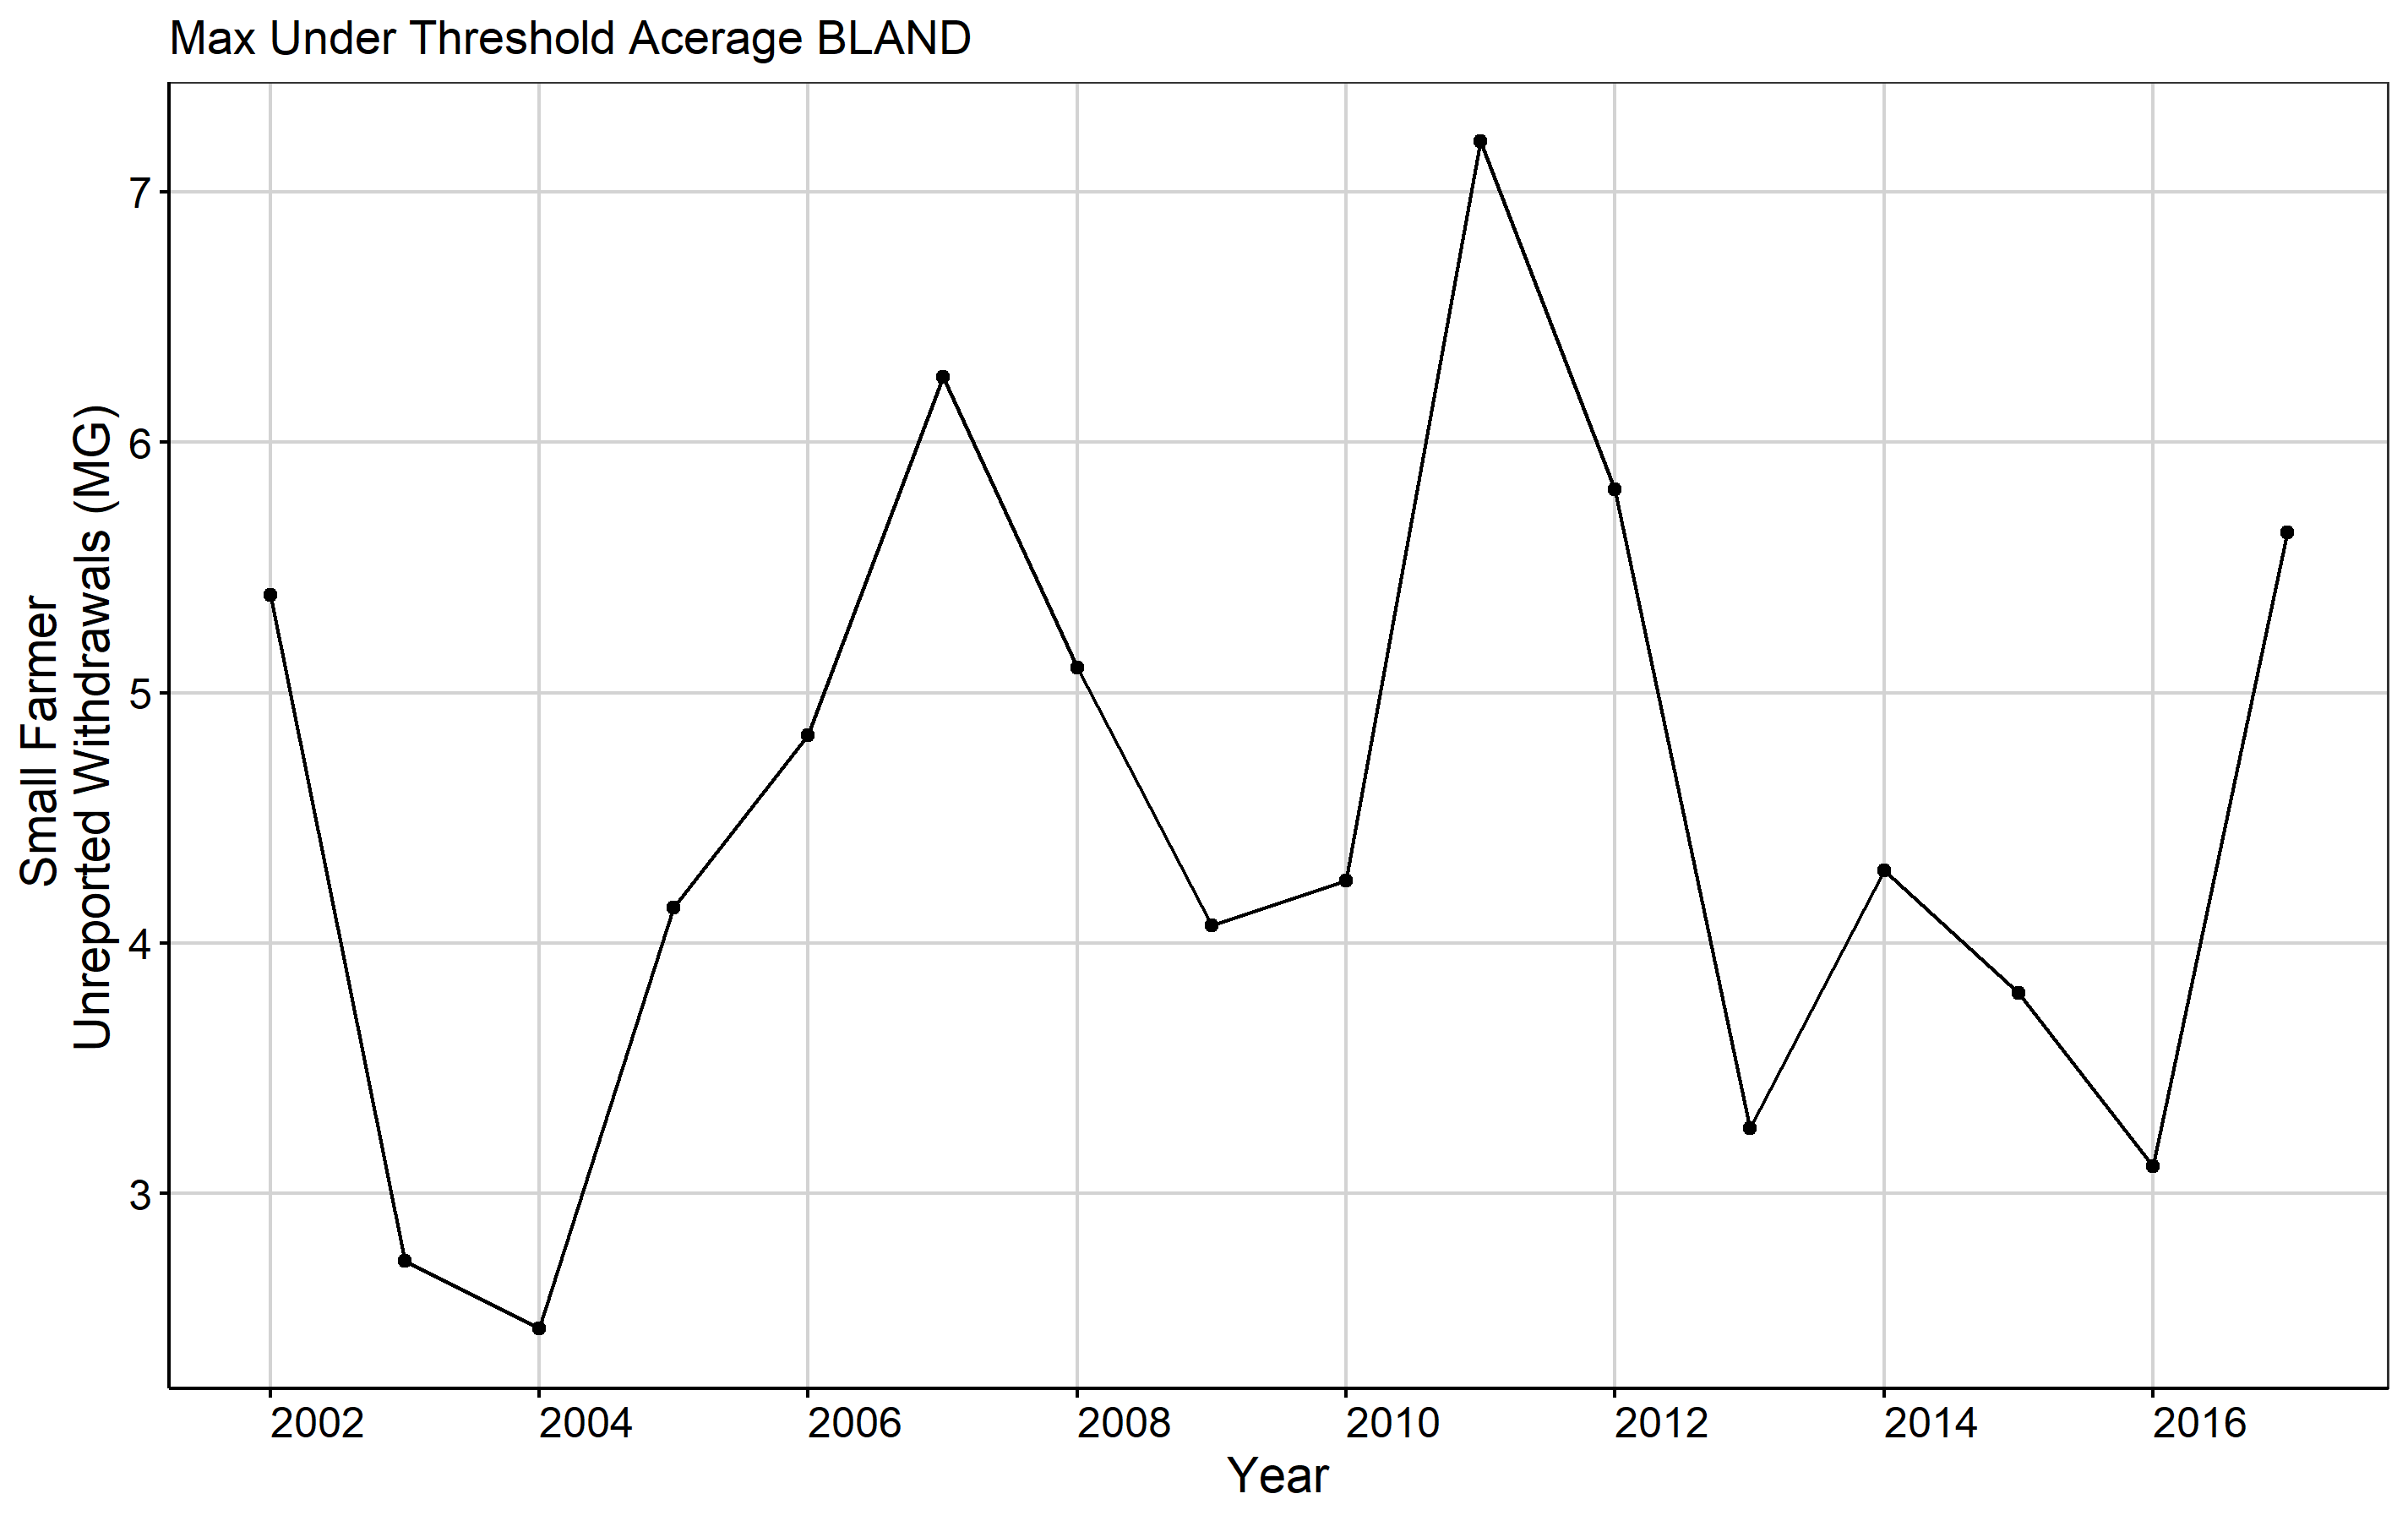 Max Under Threshold Acerage BLAND
Small Farmer
Unreported Withdrawals (MG)
7
6
5
4
3
2002 2004 2006 2008 2010 2012 2014 2016
Year